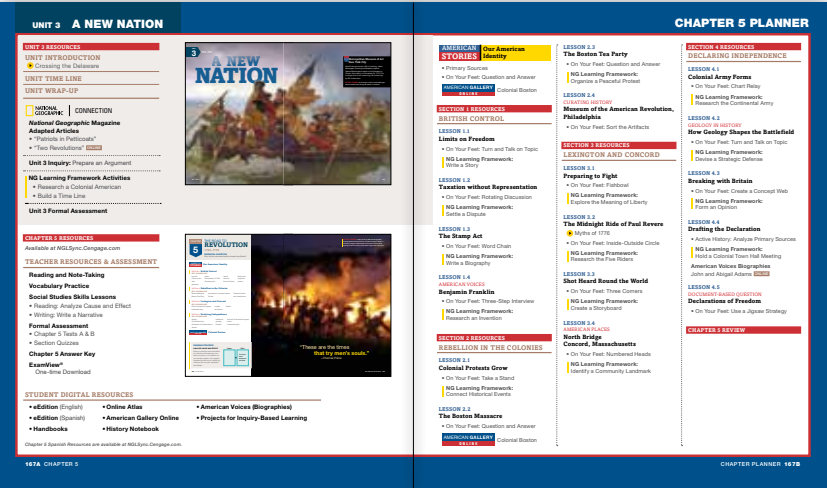 UNIT 3 A NEW NATION
UNIT 3 RESOURCES
UNIT INTRODUCTION
Crossing the Delaware
UNIT TIME LINE
UNIT WRAP-UP
NATIONAL GEOGRAPHIC | CONNECTION
National Geographic Magazine
Adapted Articles
• "Patriots in Petticoats"
• "Two Revolutions" ONLINE
Unit 3 Inquiry: Prepare an Argument
NG Learning Framework Activities
• Research a Colonial American
• Build a Time Line
Unit 3 Formal Assessment
3
A NEW
NATION
CHAPTER 5 RESOURCES
Available at NGLSync.Cengage.com
TEACHER RESOURCES & ASSESSMENT
Reading and Note-Taking
Vocabulary Practice
Social Studies Skills Lessons
• Reading: Analyze Cause and Effect
• Writing: Write a Narrative
Formal Assessment
• Chapter 5 Tests A & B
• Section Quizzes
Chapter 5 Answer Key
ExamView®
One-time Download
5
REVOLUTION
"These are the times
that try men's souls."
STUDENT DIGITAL RESOURCES
• eEdition (English)
• eEdition (Spanish)
• Handbooks
• Online Atlas
• American Gallery Online
• History Notebook
• American Voices (Biographies)
• Projects for Inquiry-Based Learning
Chapter 5 Spanish Resources are available at NGLSync.Cengage.com.
167A CHAPTER 5
CHAPTER 5 PLANNER
AMERICAN STORIES Our American Identity
• Primary Sources
• On Your Feet: Question and Answer
AMERICAN GALLERY ONLINE Colonial Boston
SECTION 1 RESOURCES
BRITISH CONTROL
LESSON 1.1
Limits on Freedom
• On Your Feet: Turn and Talk on Topic
NG Learning Framework:
Write a Story
LESSON 1.2
Taxation without Representation
• On Your Feet: Rotating Discussion
NG Learning Framework:
Settle a Dispute
LESSON 1.3
The Stamp Act
• On Your Feet: Word Chain
NG Learning Framework:
Write a Biography
LESSON 1.4
AMERICAN VOICES
Benjamin Franklin
• On Your Feet: Three-Step Interview
NG Learning Framework:
Research an Invention
SECTION 2 RESOURCES
REBELLION IN THE COLONIES
LESSON 2.1
Colonial Protests Grow
• On Your Feet: Take a Stand
NG Learning Framework:
Connect Historical Events
LESSON 2.2
The Boston Massacre
• On Your Feet: Question and Answer
AMERICAN GALLERY ONLINE Colonial Boston
LESSON 2.3
The Boston Tea Party
• On Your Feet: Question and Answer
NG Learning Framework:
Organize a Peaceful Protest
LESSON 2.4
CURATING HISTORY
Museum of the American Revolution,
Philadelphia
• On Your Feet: Sort the Artifacts
SECTION 3 RESOURCES
LEXINGTON AND CONCORD
LESSON 3.1
Preparing to Fight
• On Your Feet: Fishbowl
NG Learning Framework:
Explore the Meaning of Liberty
LESSON 3.2
The Midnight Ride of Paul Revere
Myths of 1776
• On Your Feet: Inside-Outside Circle
NG Learning Framework:
Research the Five Riders
LESSON 3.3
Shot Heard Round the World
• On Your Feet: Three Corners
NG Learning Framework:
Create a Storyboard
LESSON 3.4
AMERICAN PLACES
North Bridge
Concord, Massachusetts
• On Your Feet: Numbered Heads
NG Learning Framework:
Identify a Community Landmark
SECTION 4 RESOURCES
DECLARING INDEPENDENCE
LESSON 4.1
Colonial Army Forms
• On Your Feet: Chart Relay
NG Learning Framework:
Research the Continental Army
LESSON 4.2
GEOLOGY IN HISTORY
How Geology Shapes the Battlefield
• On Your Feet: Turn and Talk on Topic
NG Learning Framework:
Devise a Strategic Defense
LESSON 4.3
Breaking with Britain
• On Your Feet: Create a Concept Web
NG Learning Framework:
Form an Opinion
LESSON 4.4
Drafting the Declaration
• Active History: Analyze Primary Sources
NG Learning Framework:
Hold a Colonial Town Hall Meeting
American Voices Biographies
John and Abigail Adams ONLINE
LESSON 4.5
DOCUMENT-BASED QUESTION
Declarations of Freedom
• On Your Feet: Use a Jigsaw Strategy
CHAPTER 5 REVIEW
CHAPTER PLANNER 167B